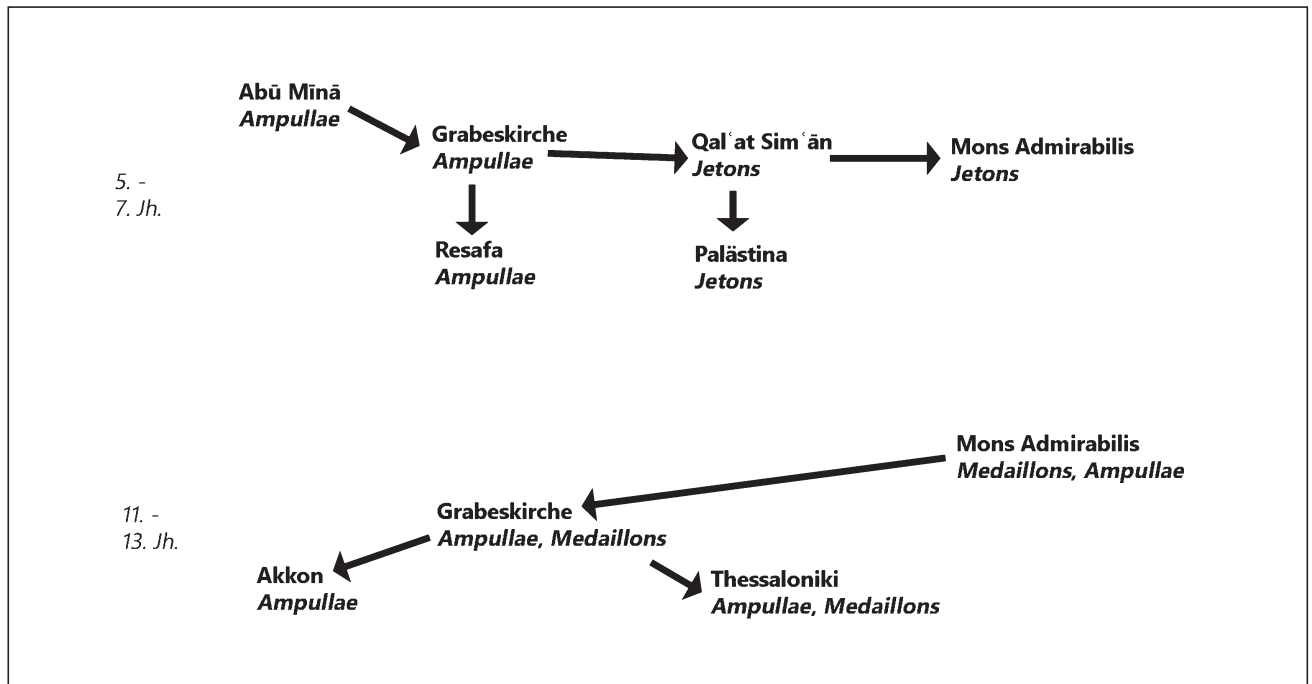 Abū Mīnā
Ampullae
Grabeskirche
Ampullae
Qalʿat Simʿān
Jetons
Mons Admirabilis
Jetons
5. -
7. Jh.
Resafa
Ampullae
Palästina
Jetons
Mons Admirabilis
Medaillons, Ampullae
11. -
13. Jh.
Grabeskirche
Ampullae, Medaillons
Akkon
Ampullae
Thessaloniki
Ampullae, Medaillons